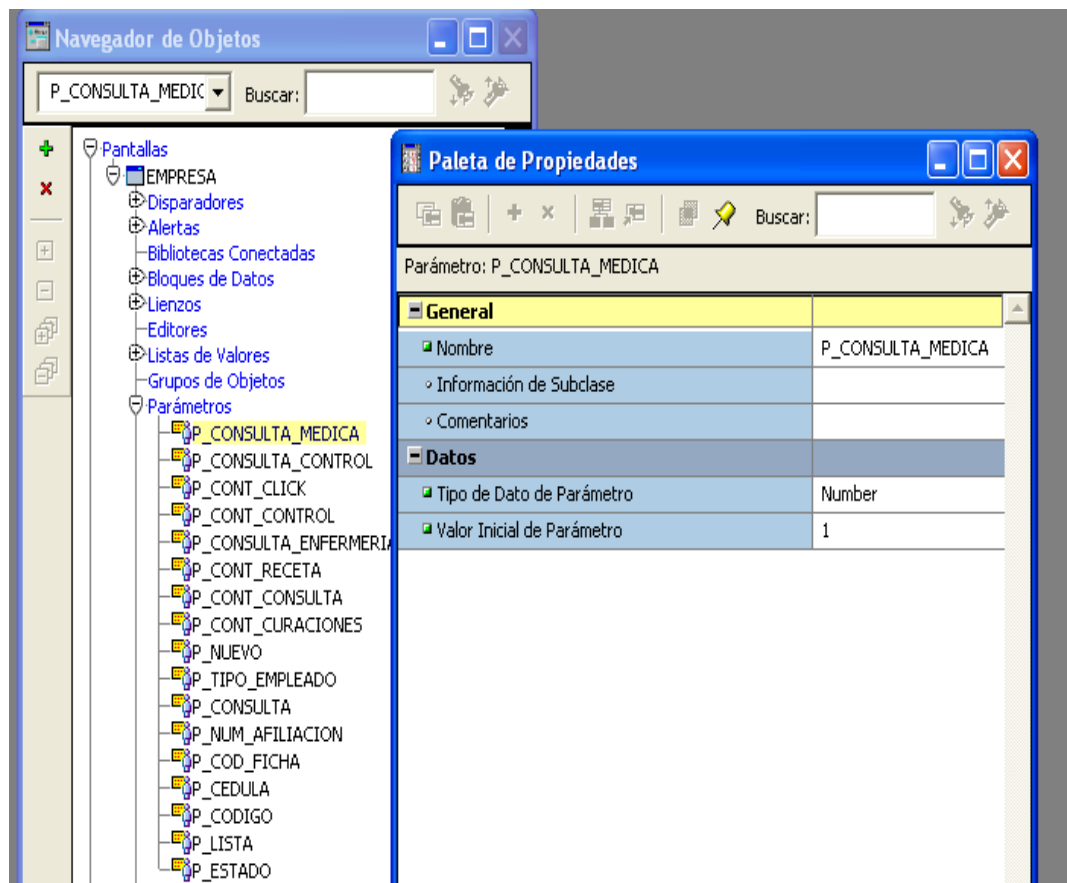 Navegador de Objetos
P_CONSULTA_MEDIC
Buscar:
Pantallas
EMPRESA
Disparadores
Alertas
Bibliotecas Conectadas
Bloques de Datos
Lienzos
Editores
Listas de Valores
Grupos de Objetos
Parámetros
P_CONSULTA_MEDICA
P_CONSULTA_CONTROL
P_CONT_CLICK
P_CONT_CONTROL
P_CONSULTA_ENFERMERIA
P_CONT_RECETA
P_CONT_CONSULTA
P_CONT_CURACIONES
P_NUEVO
P_TIPO_EMPLEADO
P_CONSULTA
P_NUM_AFILIACION
P_COD_FICHA
P_CEDULA
P_CODIGO
P_LISTA
P_ESTADO
Paleta de Propiedades
Buscar:
Parámetro: P_CONSULTA_MEDICA
General
Nombre P_CONSULTA_MEDICA
Información de Subclase
Comentarios
Datos
Tipo de Dato de Parámetro Number
Valor Inicial de Parámetro 1